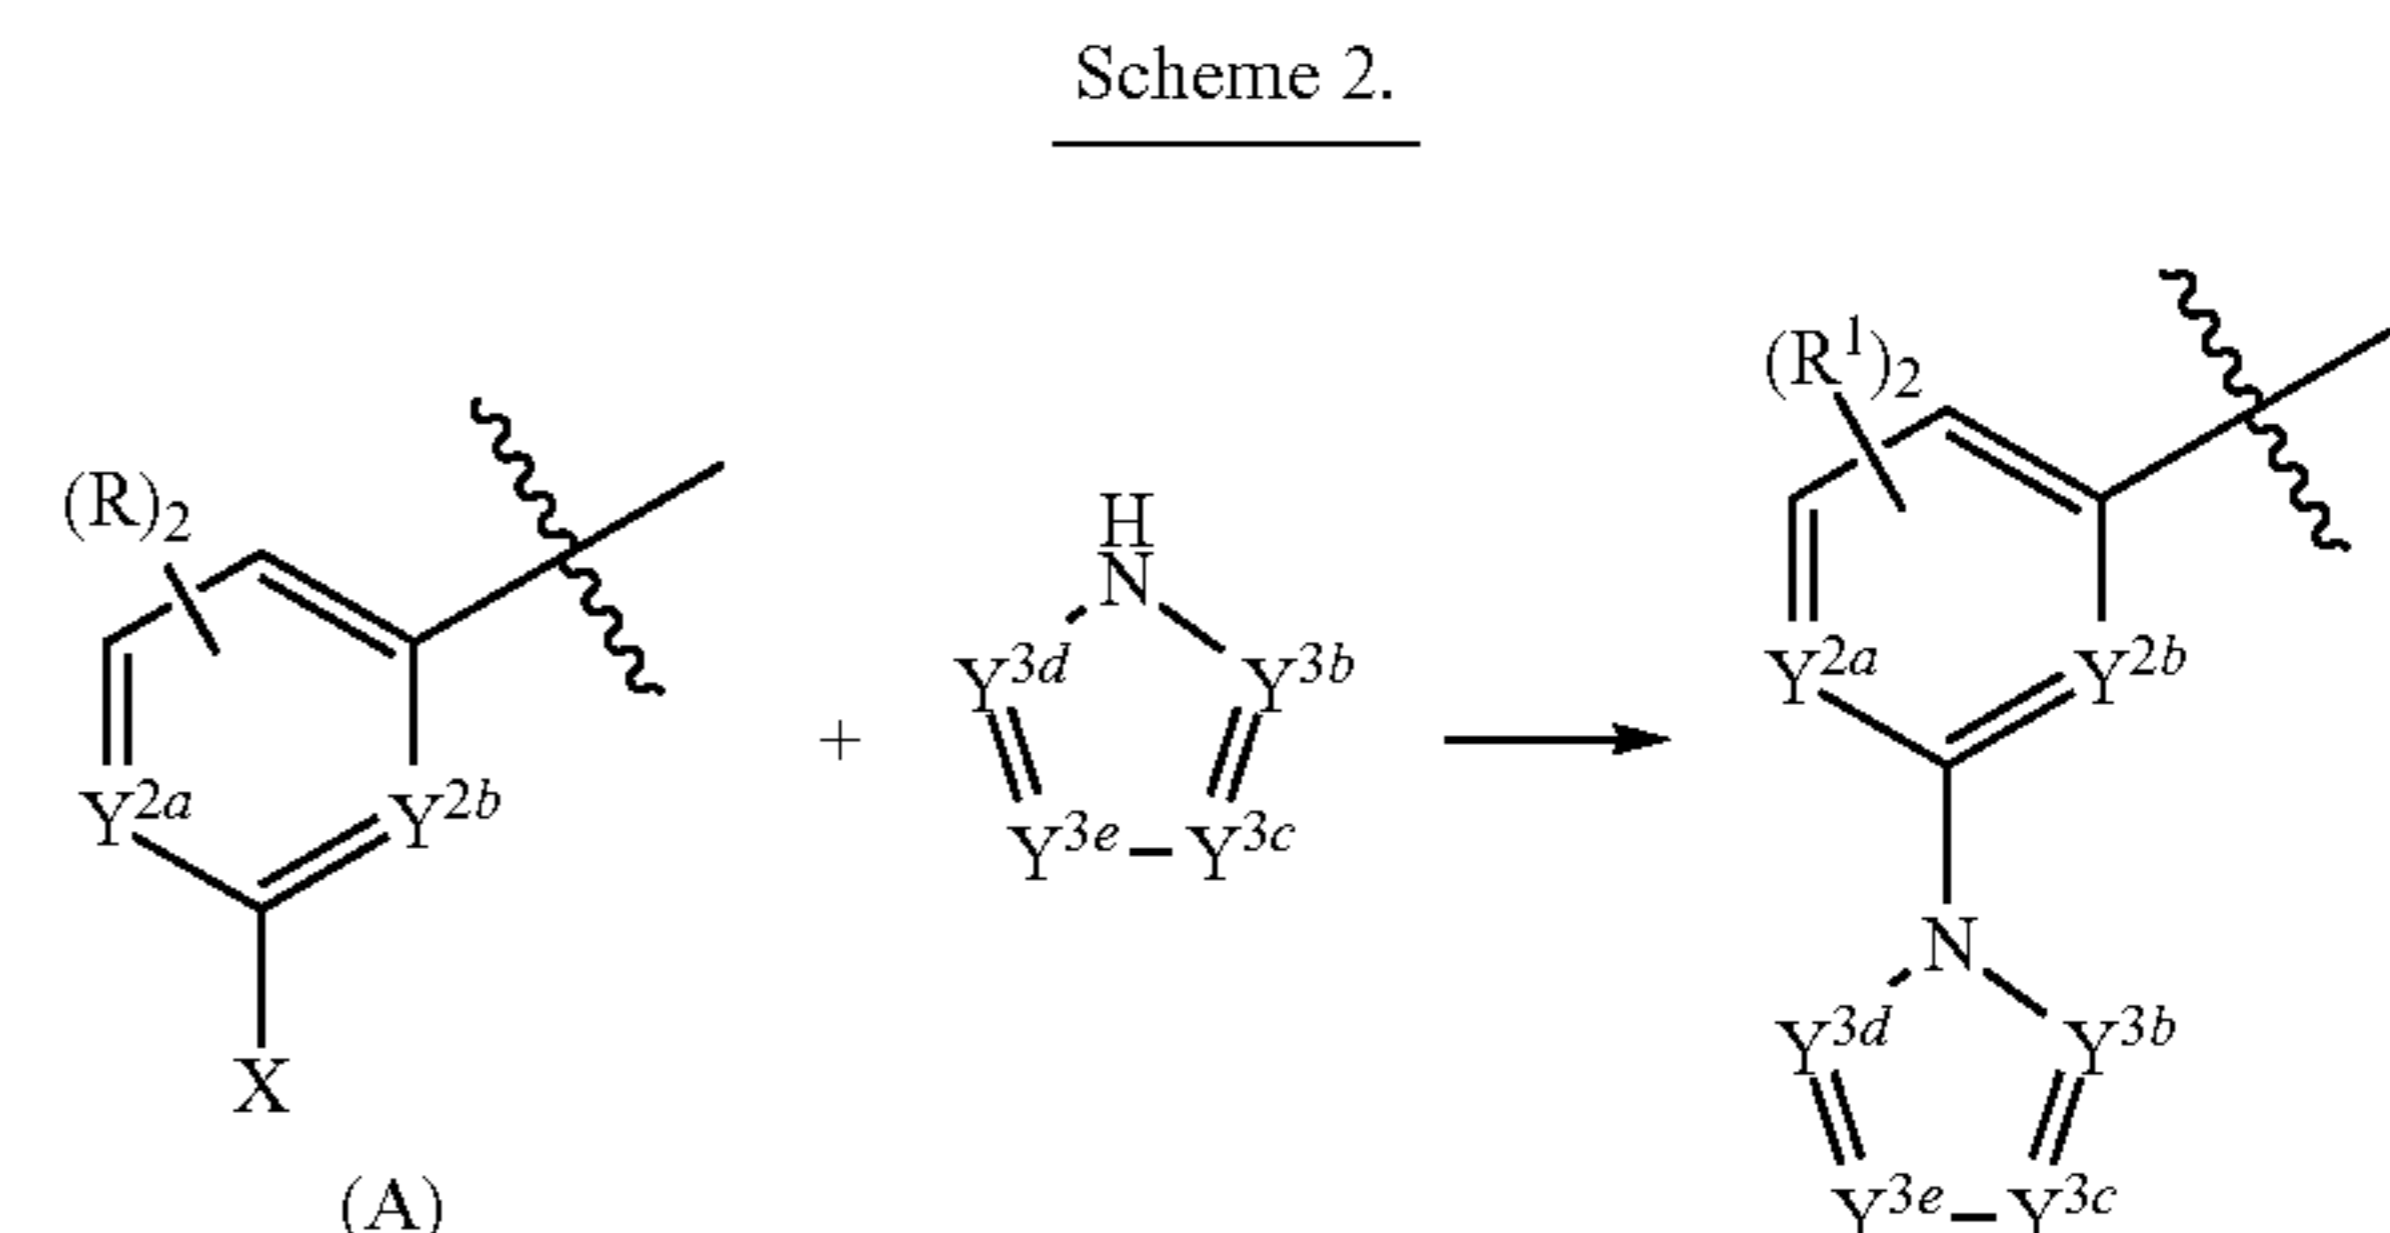 Scheme 2.
(R¹)₂
(R)₂
H
N
Y³ᵈ Y³ᵇ
Y²ᵃ Y²ᵇ
+
Y²ᵃ Y²ᵇ
Y³ᵉ Y³ᶜ
N
Y³ᵈ Y³ᵇ
X
(A)
Y³ᵉ Y³ᶜ